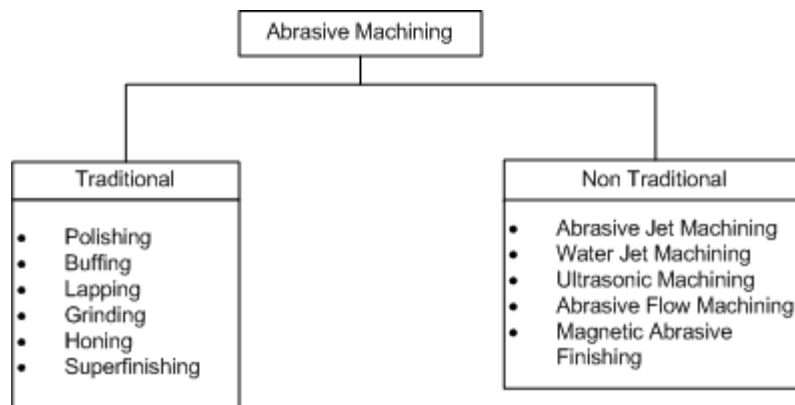 Abrasive Machining
Traditional
• Polishing
• Buffing
• Lapping
• Grinding
• Honing
• Superfinishing
Non Traditional
• Abrasive Jet Machining
• Water Jet Machining
• Ultrasonic Machining
• Abrasive Flow Machining
• Magnetic Abrasive
Finishing